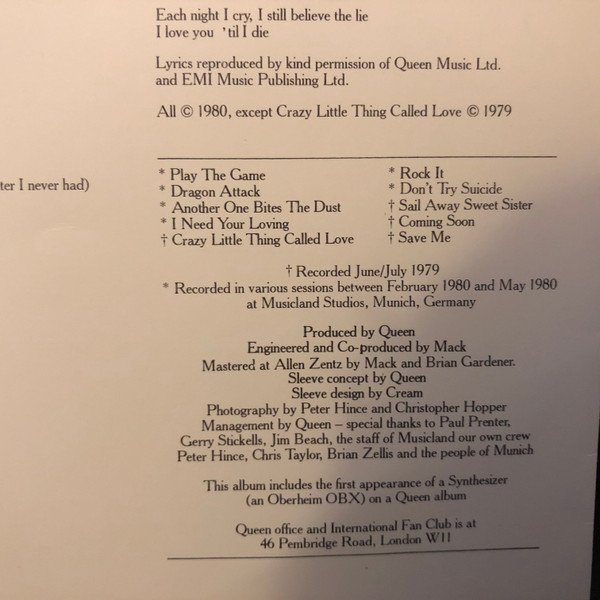 Each night I cry, I still believe the lie
I love you 'til I die
Lyrics reproduced by kind permission of Queen Music Ltd.
and EMI Music Publishing Ltd.
All © 1980, except Crazy Little Thing Called Love © 1979
ter I never had)
* Play The Game
* Dragon Attack
* Another One Bites The Dust
* I Need Your Loving
† Crazy Little Thing Called Love
* Rock It
* Don't Try Suicide
† Sail Away Sweet Sister
† Coming Soon
† Save Me
† Recorded June/July 1979
* Recorded in various sessions between February 1980 and May 1980
at Musicland Studios, Munich, Germany
Produced by Queen
Engineered and Co-produced by Mack
Mastered at Allen Zentz by Mack and Brian Gardener.
Sleeve concept by Queen
Sleeve design by Cream
Photography by Peter Hince and Christopher Hopper
Management by Queen – special thanks to Paul Prenter,
Gerry Stickells, Jim Beach, the staff of Musicland our own crew
Peter Hince, Chris Taylor, Brian Zellis and the people of Munich
This album includes the first appearance of a Synthesizer
(an Oberheim OBX) on a Queen album
Queen office and International Fan Club is at
46 Pembridge Road, London W11